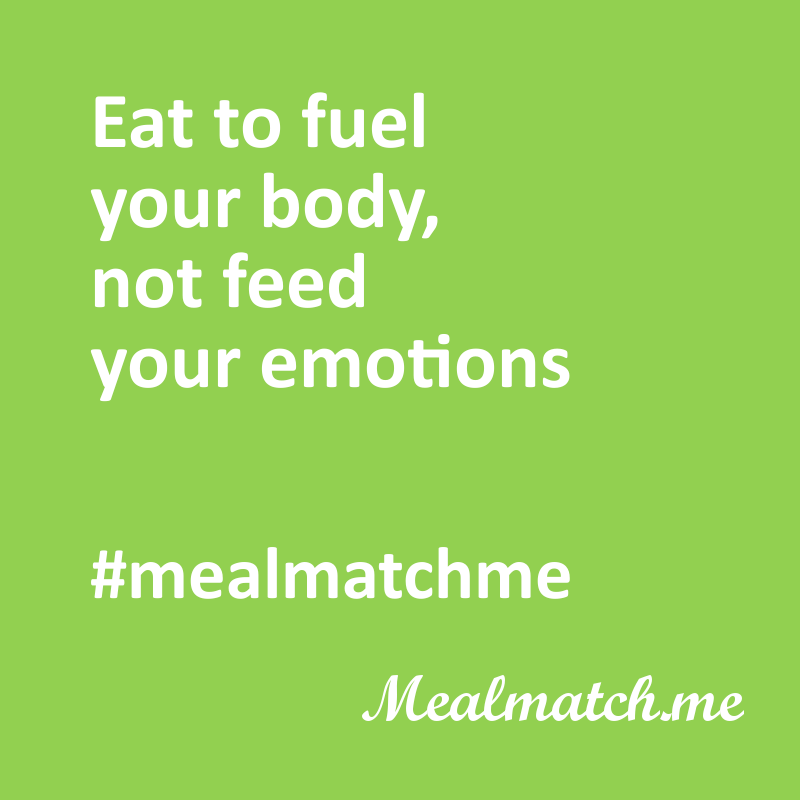 Eat to fuel
your body,
not feed
your emotions
#mealmatchme
Mealmatch.me